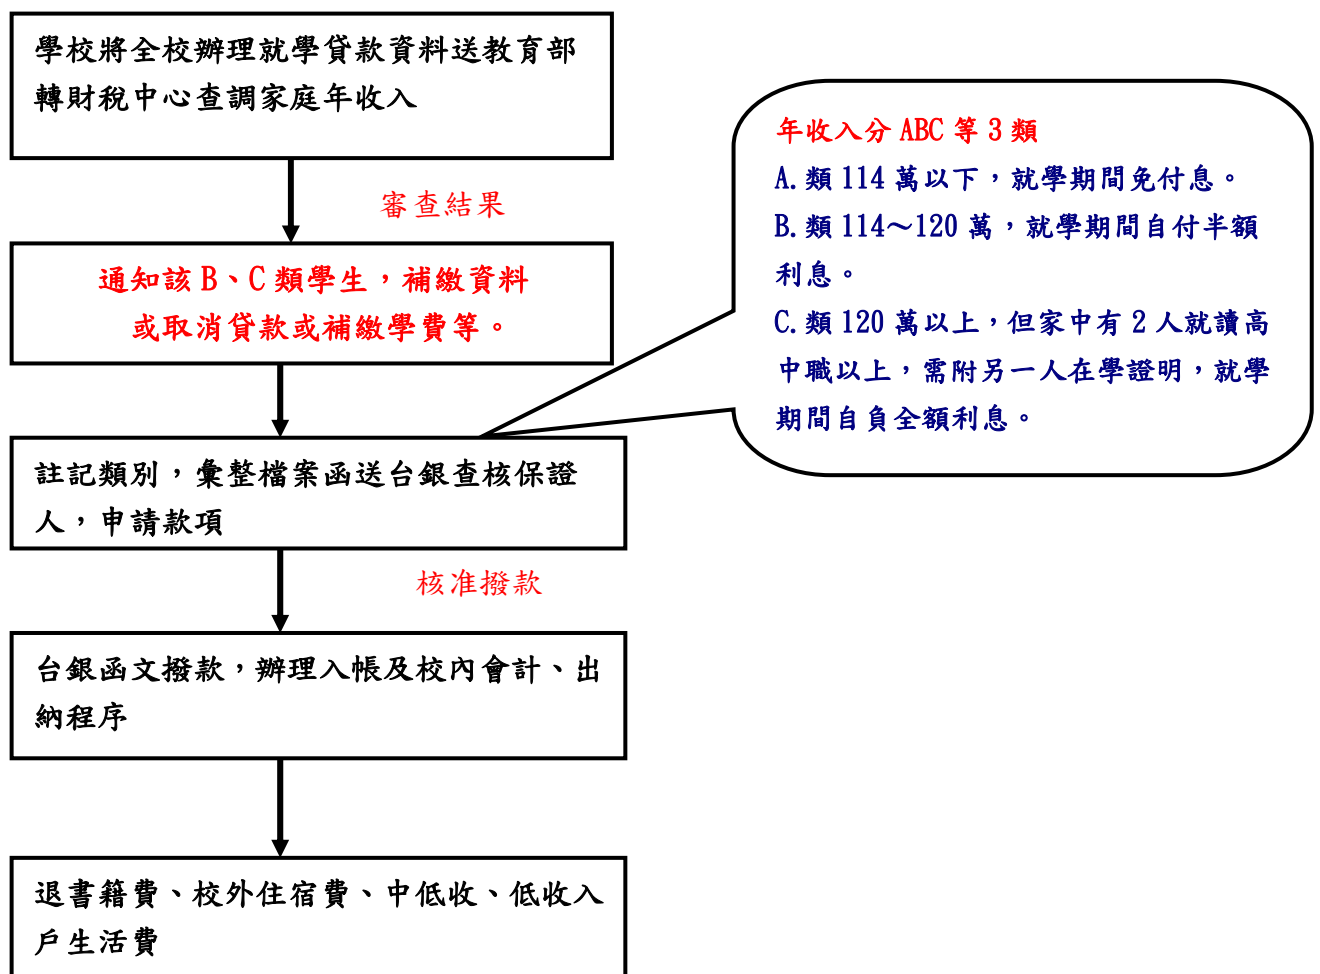 學校將全校辦理就學貸款資料送教育部
轉財稅中心查調家庭年收入
審查結果
通知該 B、C 類學生，補繳資料
或取消貸款或補繳學費等。
年收入分 ABC 等 3 類
A. 類 114 萬以下，就學期間免付息。
B. 類 114～120 萬，就學期間自付半額
利息。
C. 類 120 萬以上，但家中有 2 人就讀高
中職以上，需附另一人在學證明，就學
期間自負全額利息。
註記類別，彙整檔案函送台銀查核保證
人，申請款項
核准撥款
台銀函文撥款，辦理入帳及校內會計、出
納程序
退書籍費、校外住宿費、中低收、低收入
戶生活費